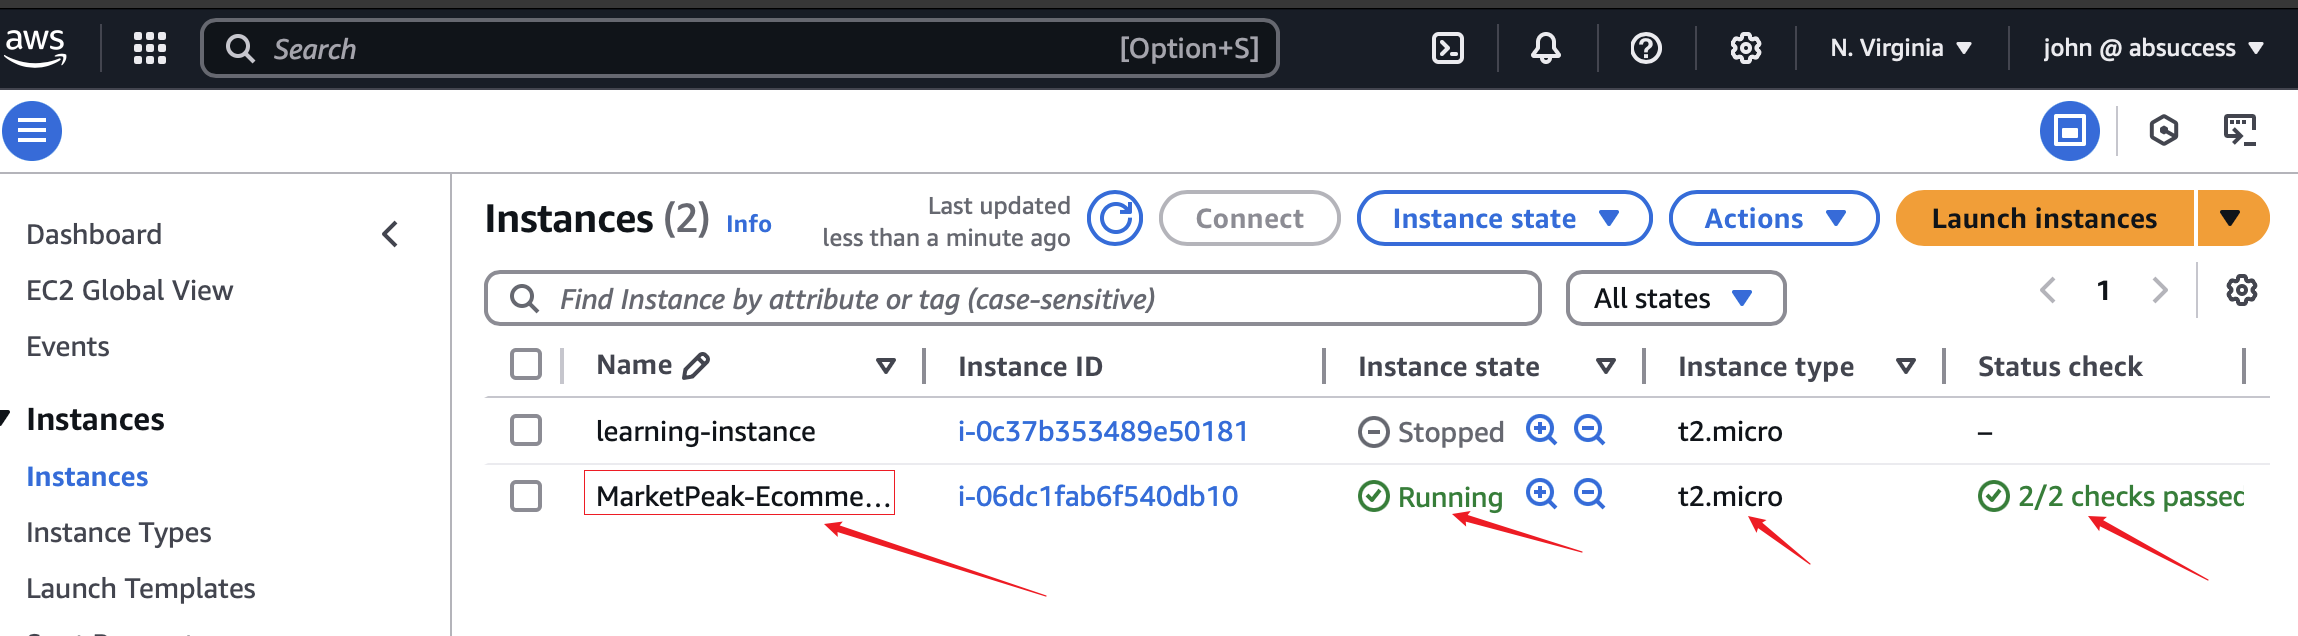 aws
Search [Option+S]
N. Virginia
john @ absuccess
Dashboard
EC2 Global View
Events
Instances
Instances
Instance Types
Launch Templates
Instances (2) Info
Last updated
less than a minute ago
Connect
Instance state
Actions
Launch instances
Find Instance by attribute or tag (case-sensitive)
All states
1
Name Instance ID Instance state Instance type Status check
learning-instance i-0c37b353489e50181 Stopped t2.micro –
MarketPeak-Ecomme... i-06dc1fab6f540db10 Running t2.micro 2/2 checks passec